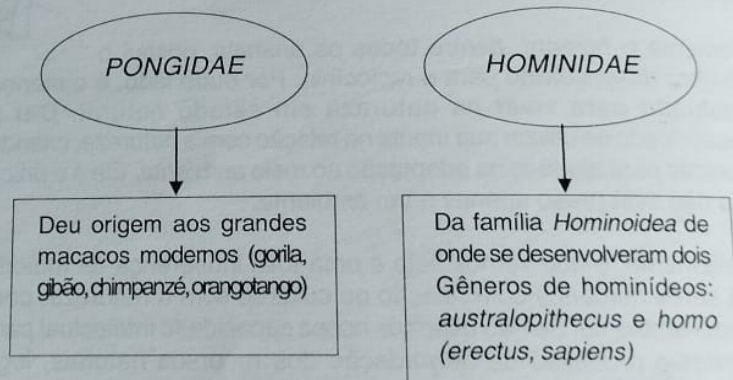 PONGIDAE
Deu origem aos grandes
macacos modernos (gorila,
gibão, chimpanzé, orangotango)
HOMINIDAE
Da família Hominoidea de
onde se desenvolveram dois
Gêneros de hominídeos:
australopithecus e homo
(erectus, sapiens)